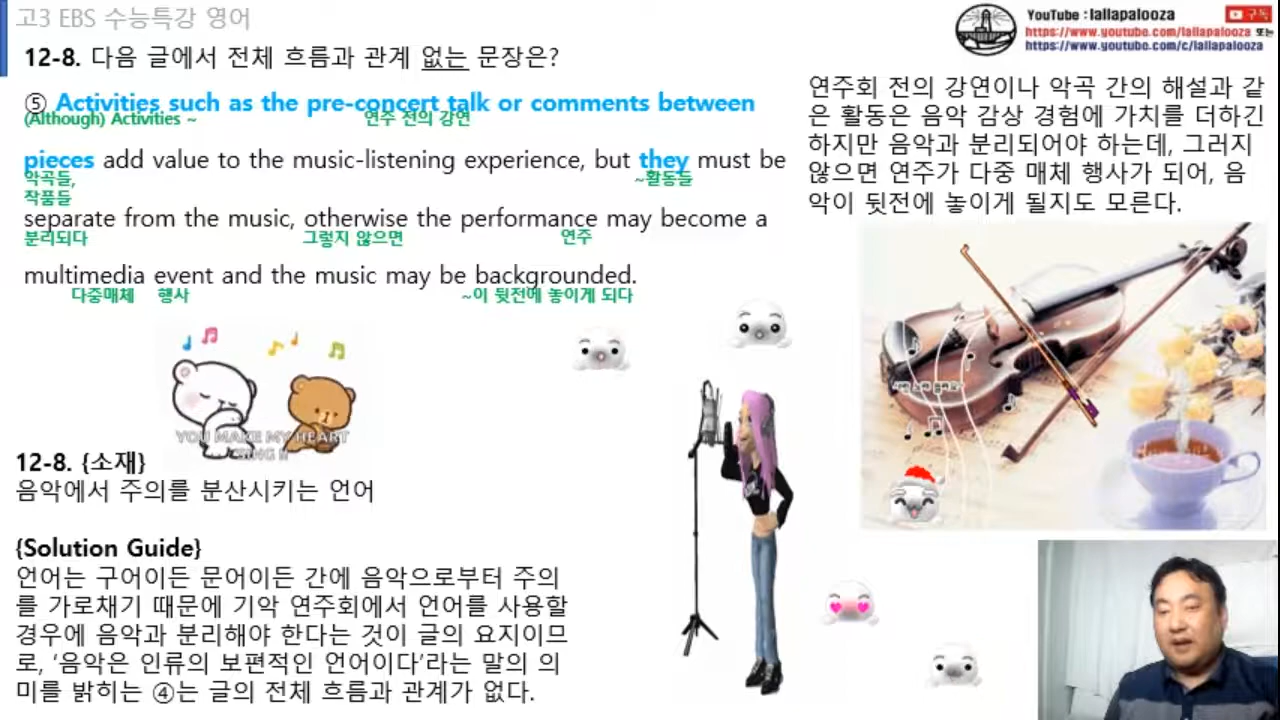 고3 EBS 수능특강 영어
YouTube : lallapalooza
구독
https://www.youtube.com/lallapalooza 또는
https://www.youtube.com/c/lallapalooza
12-8. 다음 글에서 전체 흐름과 관계 없는 문장은?
⑤ Activities such as the pre-concert talk or comments between
(Although) Activities ~ 연주 전의 강연
pieces add value to the music-listening experience, but they must be
악곡들, ~활동들
작품들
separate from the music, otherwise the performance may become a
분리되다 그렇지 않으면 연주
multimedia event and the music may be backgrounded.
다중매체 행사 ~이 뒷전에 놓이게 되다
연주회 전의 강연이나 악곡 간의 해설과 같
은 활동은 음악 감상 경험에 가치를 더하긴
하지만 음악과 분리되어야 하는데, 그러지
않으면 연주가 다중 매체 행사가 되어, 음
악이 뒷전에 놓이게 될지도 모른다.
YOU MAKE MY HEART
SING !!
12-8. {소재}
음악에서 주의를 분산시키는 언어
{Solution Guide}
언어는 구어이든 문어이든 간에 음악으로부터 주의
를 가로채기 때문에 기악 연주회에서 언어를 사용할
경우에 음악과 분리해야 한다는 것이 글의 요지이므
로, ‘음악은 인류의 보편적인 언어이다’라는 말의 의
미를 밝히는 ④는 글의 전체 흐름과 관계가 없다.